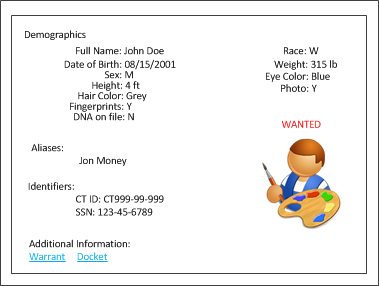 Demographics
Full Name: John Doe
Race: W
Date of Birth: 08/15/2001
Weight: 315 lb
Sex: M
Eye Color: Blue
Height: 4 ft
Photo: Y
Hair Color: Grey
Fingerprints: Y
DNA on file: N
WANTED
Aliases:
Jon Money
Identifiers:
CT ID: CT999-99-999
SSN: 123-45-6789
Additional Information:
Warrant Docket